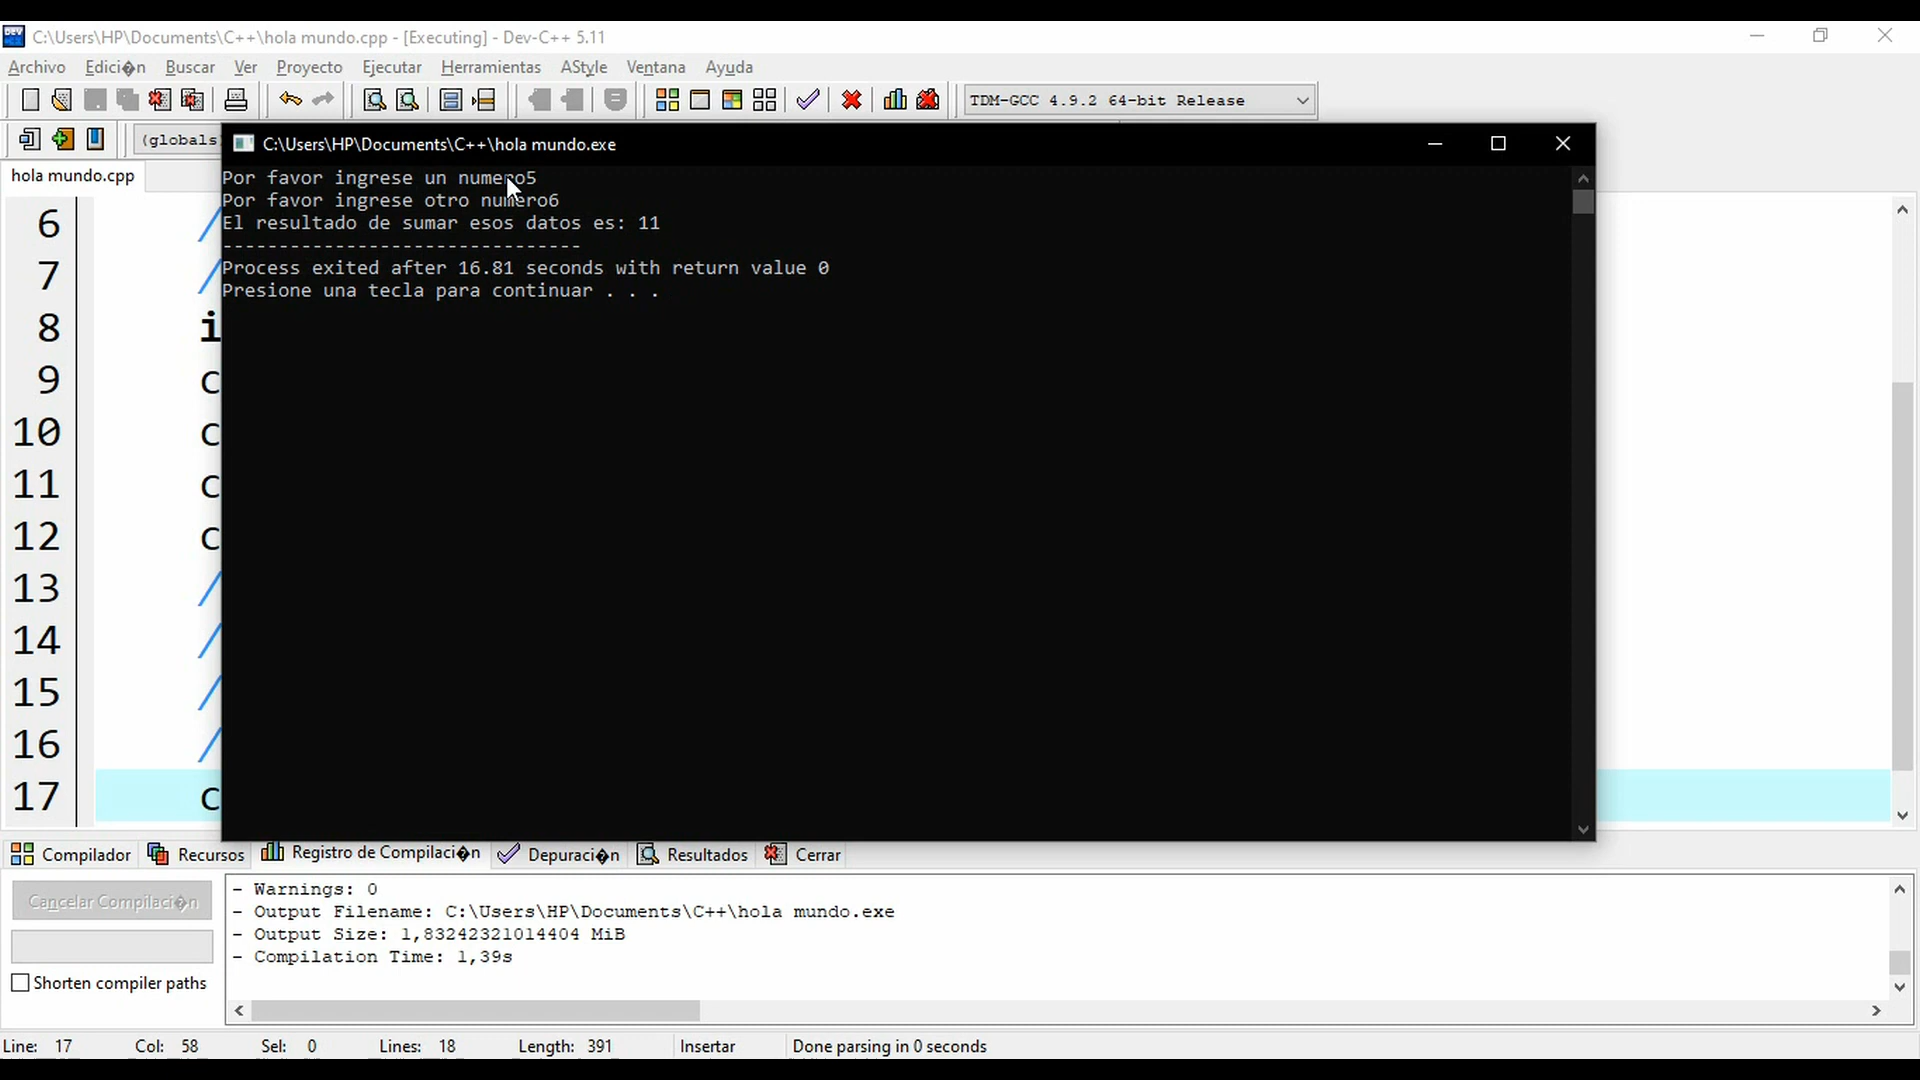 C:\Users\HP\Documents\C++\hola mundo.cpp - [Executing] - Dev-C++ 5.11
Archivo Edici�n Buscar Ver Proyecto Ejecutar Herramientas AStyle Ventana Ayuda
TDM-GCC 4.9.2 64-bit Release
(globals
C:\Users\HP\Documents\C++\hola mundo.exe
hola mundo.cpp
Por favor ingrese un numero5
Por favor ingrese otro numero6
El resultado de sumar esos datos es: 11
--------------------------------
Process exited after 16.81 seconds with return value 0
Presione una tecla para continuar . . .
6 /
7 /
8 i
9 c
10 c
11 c
12 c
13 /
14 /
15 /
16 /
17 c
Compilador Recursos Registro de Compilaci�n Depuraci�n Resultados Cerrar
Cancelar Compilaci�n
Shorten compiler paths
- Warnings: 0
- Output Filename: C:\Users\HP\Documents\C++\hola mundo.exe
- Output Size: 1,83242321014404 MiB
- Compilation Time: 1,39s
Line: 17 Col: 58 Sel: 0 Lines: 18 Length: 391 Insertar Done parsing in 0 seconds